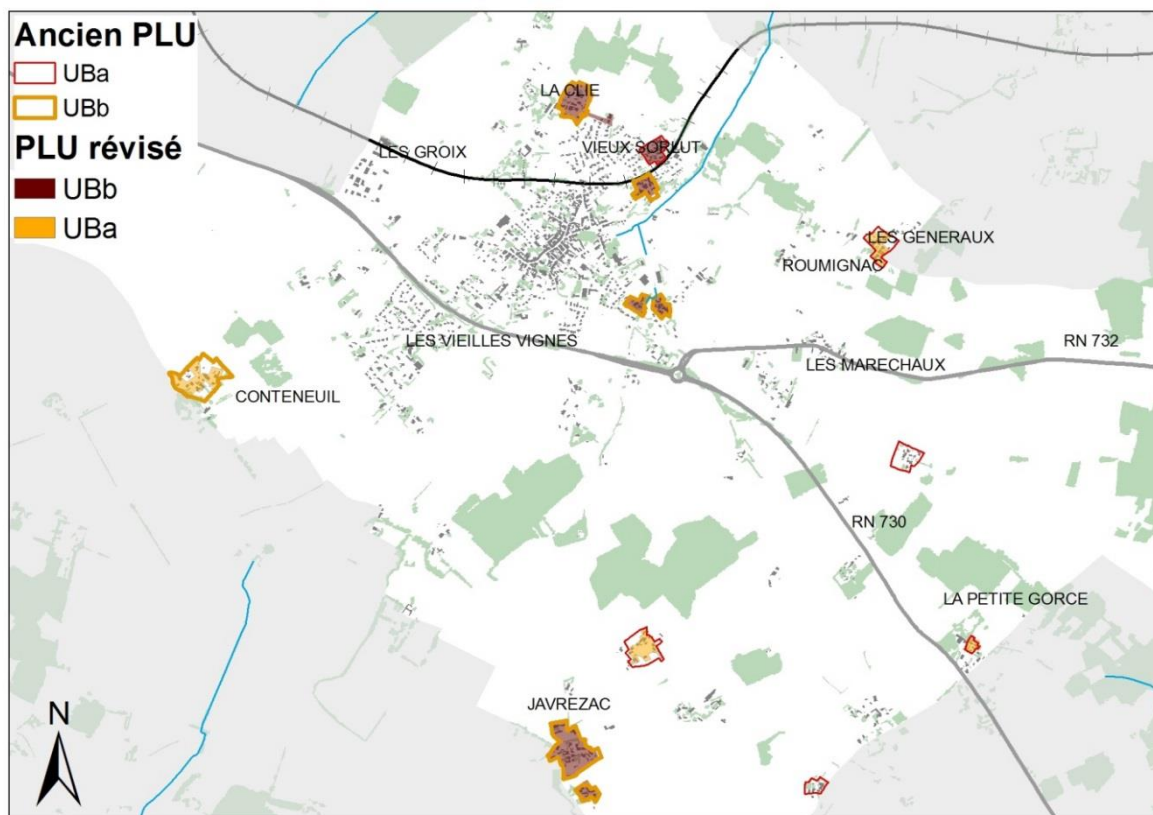 Ancien PLU
UBa
UBb
PLU révisé
UBb
UBa
LA CLIE
LES GROIX
VIEUX SORLUT
LES GENERAUX
ROUMIGNAC
LES VIEILLES VIGNES
RN 732
LES MARECHAUX
CONTENEUIL
RN 730
LA PETITE GORCE
JAVREZAC
N